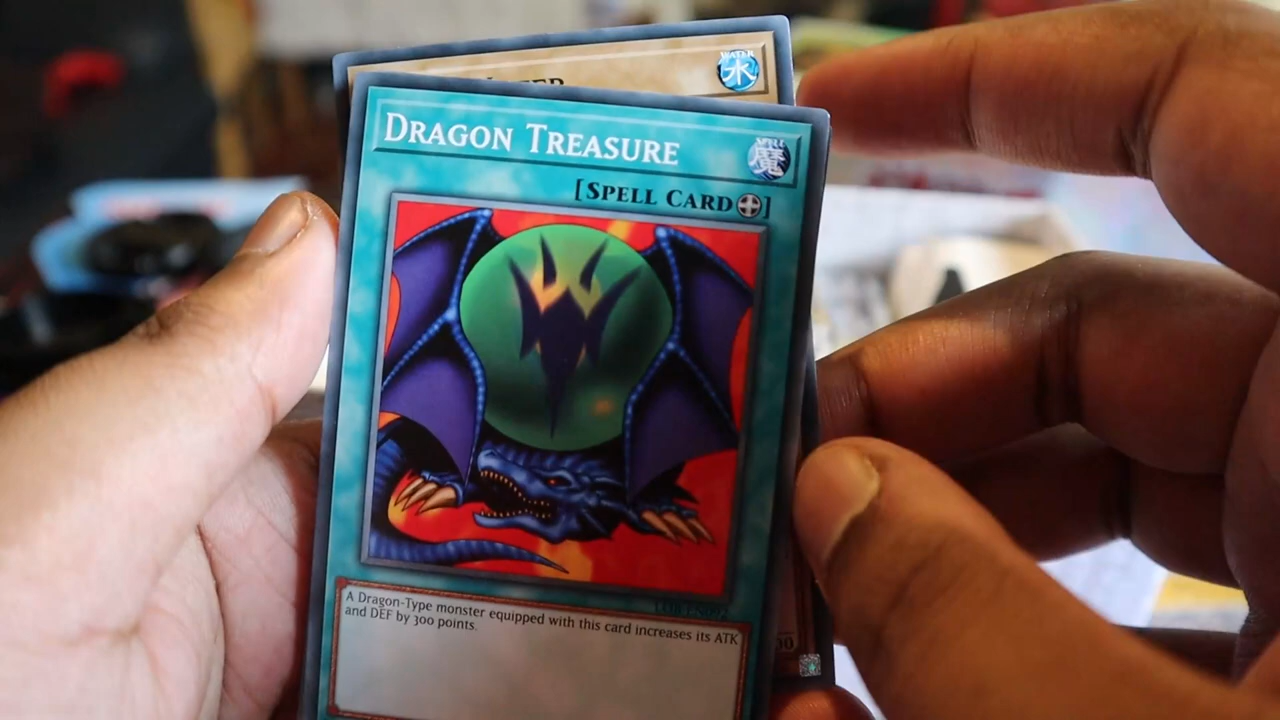 WATER
DRAGON TREASURE
SPELL
魔
[SPELL CARD]
A Dragon-Type monster equipped with this card increases its ATK
and DEF by 300 points.
水